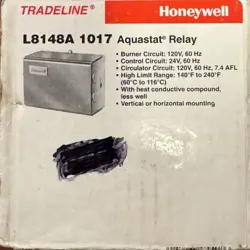 TRADELINE® Honeywell
L8148A 1017 Aquastat® Relay
• Burner Circuit: 120V, 60 Hz
• Control Circuit: 24V, 60 Hz
• Circulator Circuit: 120V, 60 Hz, 7.4 AFL
• High Limit Range: 140°F to 240°F
(60°C to 116°C)
• With heat conductive compound,
less well
• Vertical or horizontal mounting